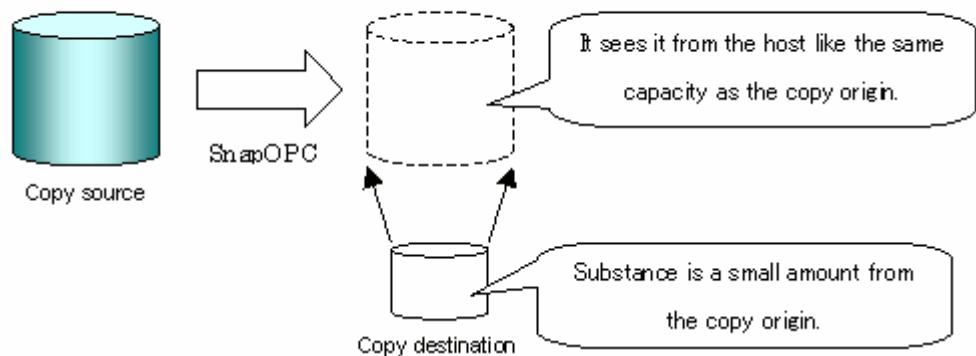 It sees it from the host like the same
capacity as the copy origin.
SnapOPC
Copy source
Substance is a small amount from
the copy origin.
Copy destination